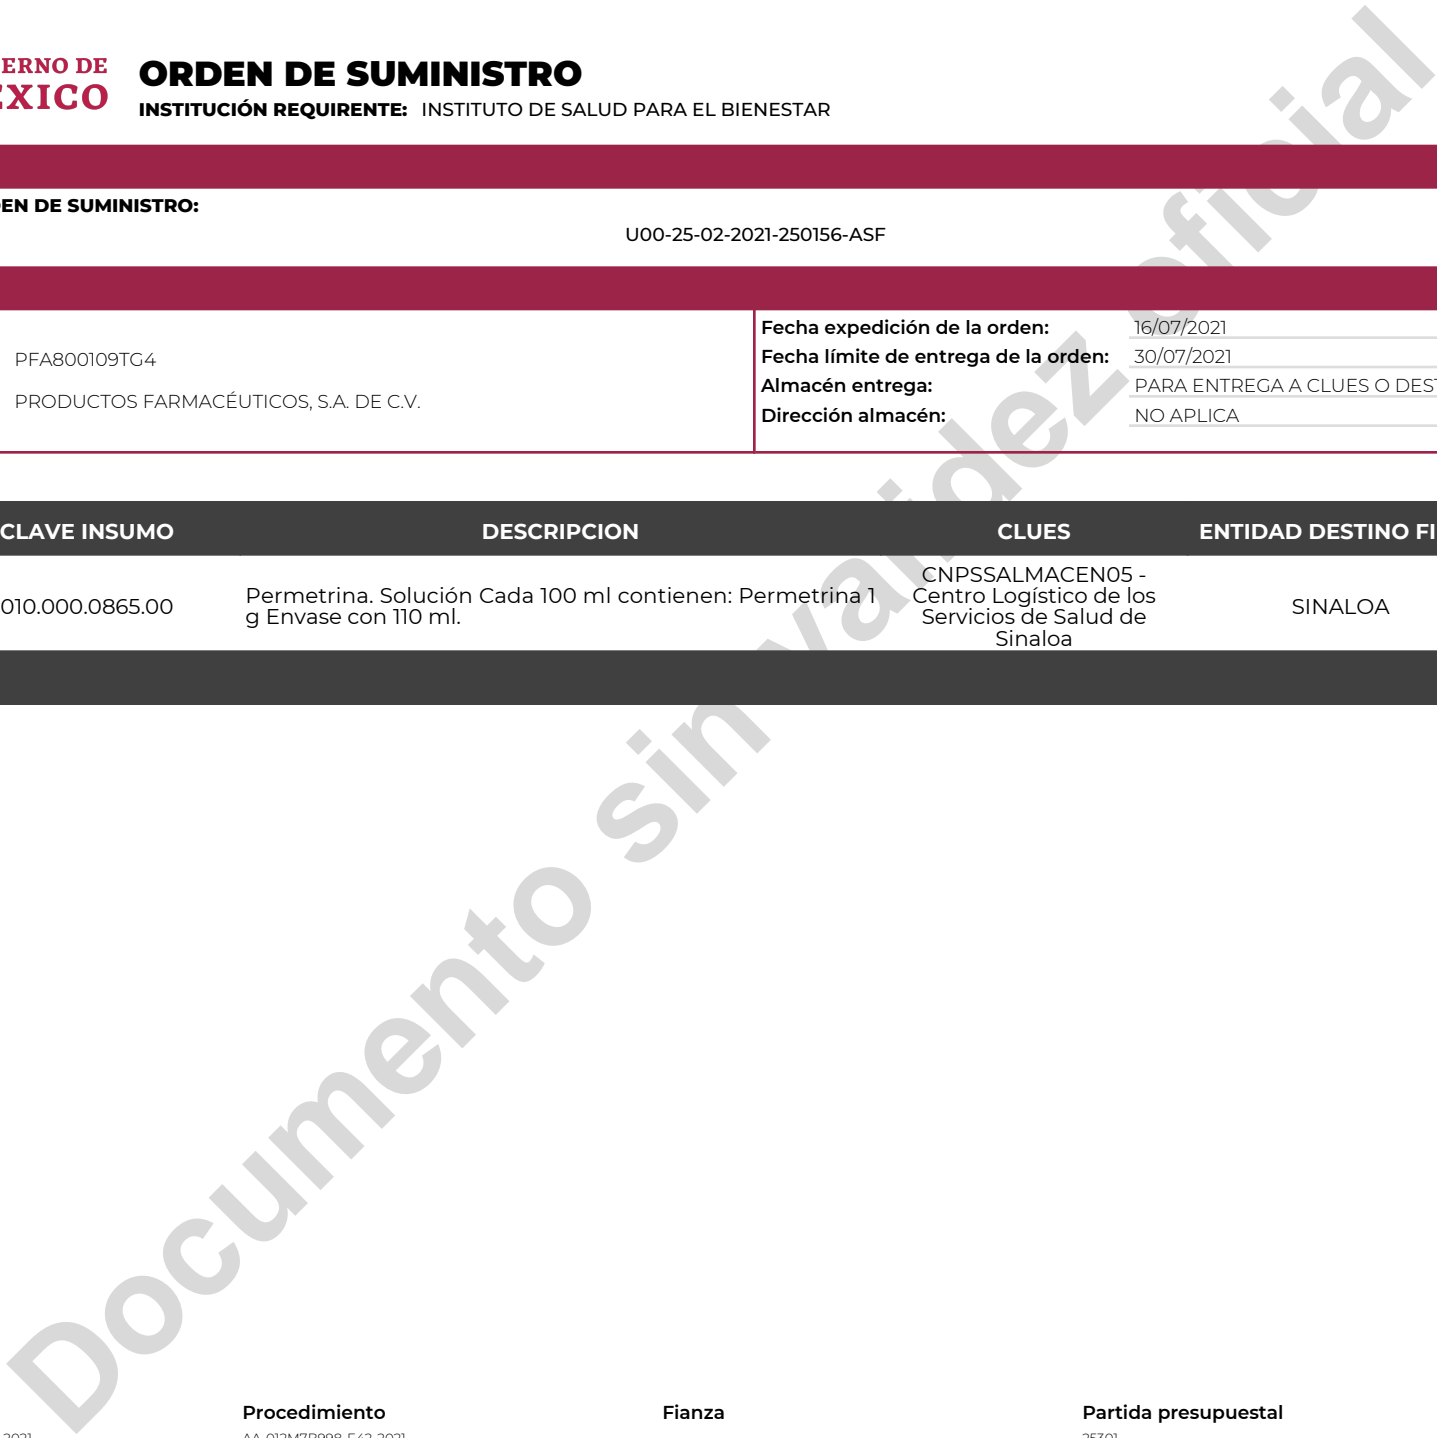 ERNO DE
ORDEN DE SUMINISTRO
INSTITUCIÓN REQUIRENTE: INSTITUTO DE SALUD PARA EL BIENESTAR
EN DE SUMINISTRO:
U00-25-02-2021-250156-ASF
PFA800109TG4
PRODUCTOS FARMACÉUTICOS, S.A. DE C.V.
Fecha expedición de la orden: 16/07/2021
Fecha límite de entrega de la orden: 30/07/2021
Almacén entrega: PARA ENTREGA A CLUES O DEST
Dirección almacén: NO APLICA
CLAVE INSUMO DESCRIPCION CLUES ENTIDAD DESTINO FI
010.000.0865.00
Permetrina. Solución Cada 100 ml contienen: Permetrina 1
g Envase con 110 ml.
CNPSSALMACEN05 -
Centro Logístico de los
Servicios de Salud de
Sinaloa
SINALOA
Procedimiento Fianza Partida presupuestal
Documento sin validez oficial